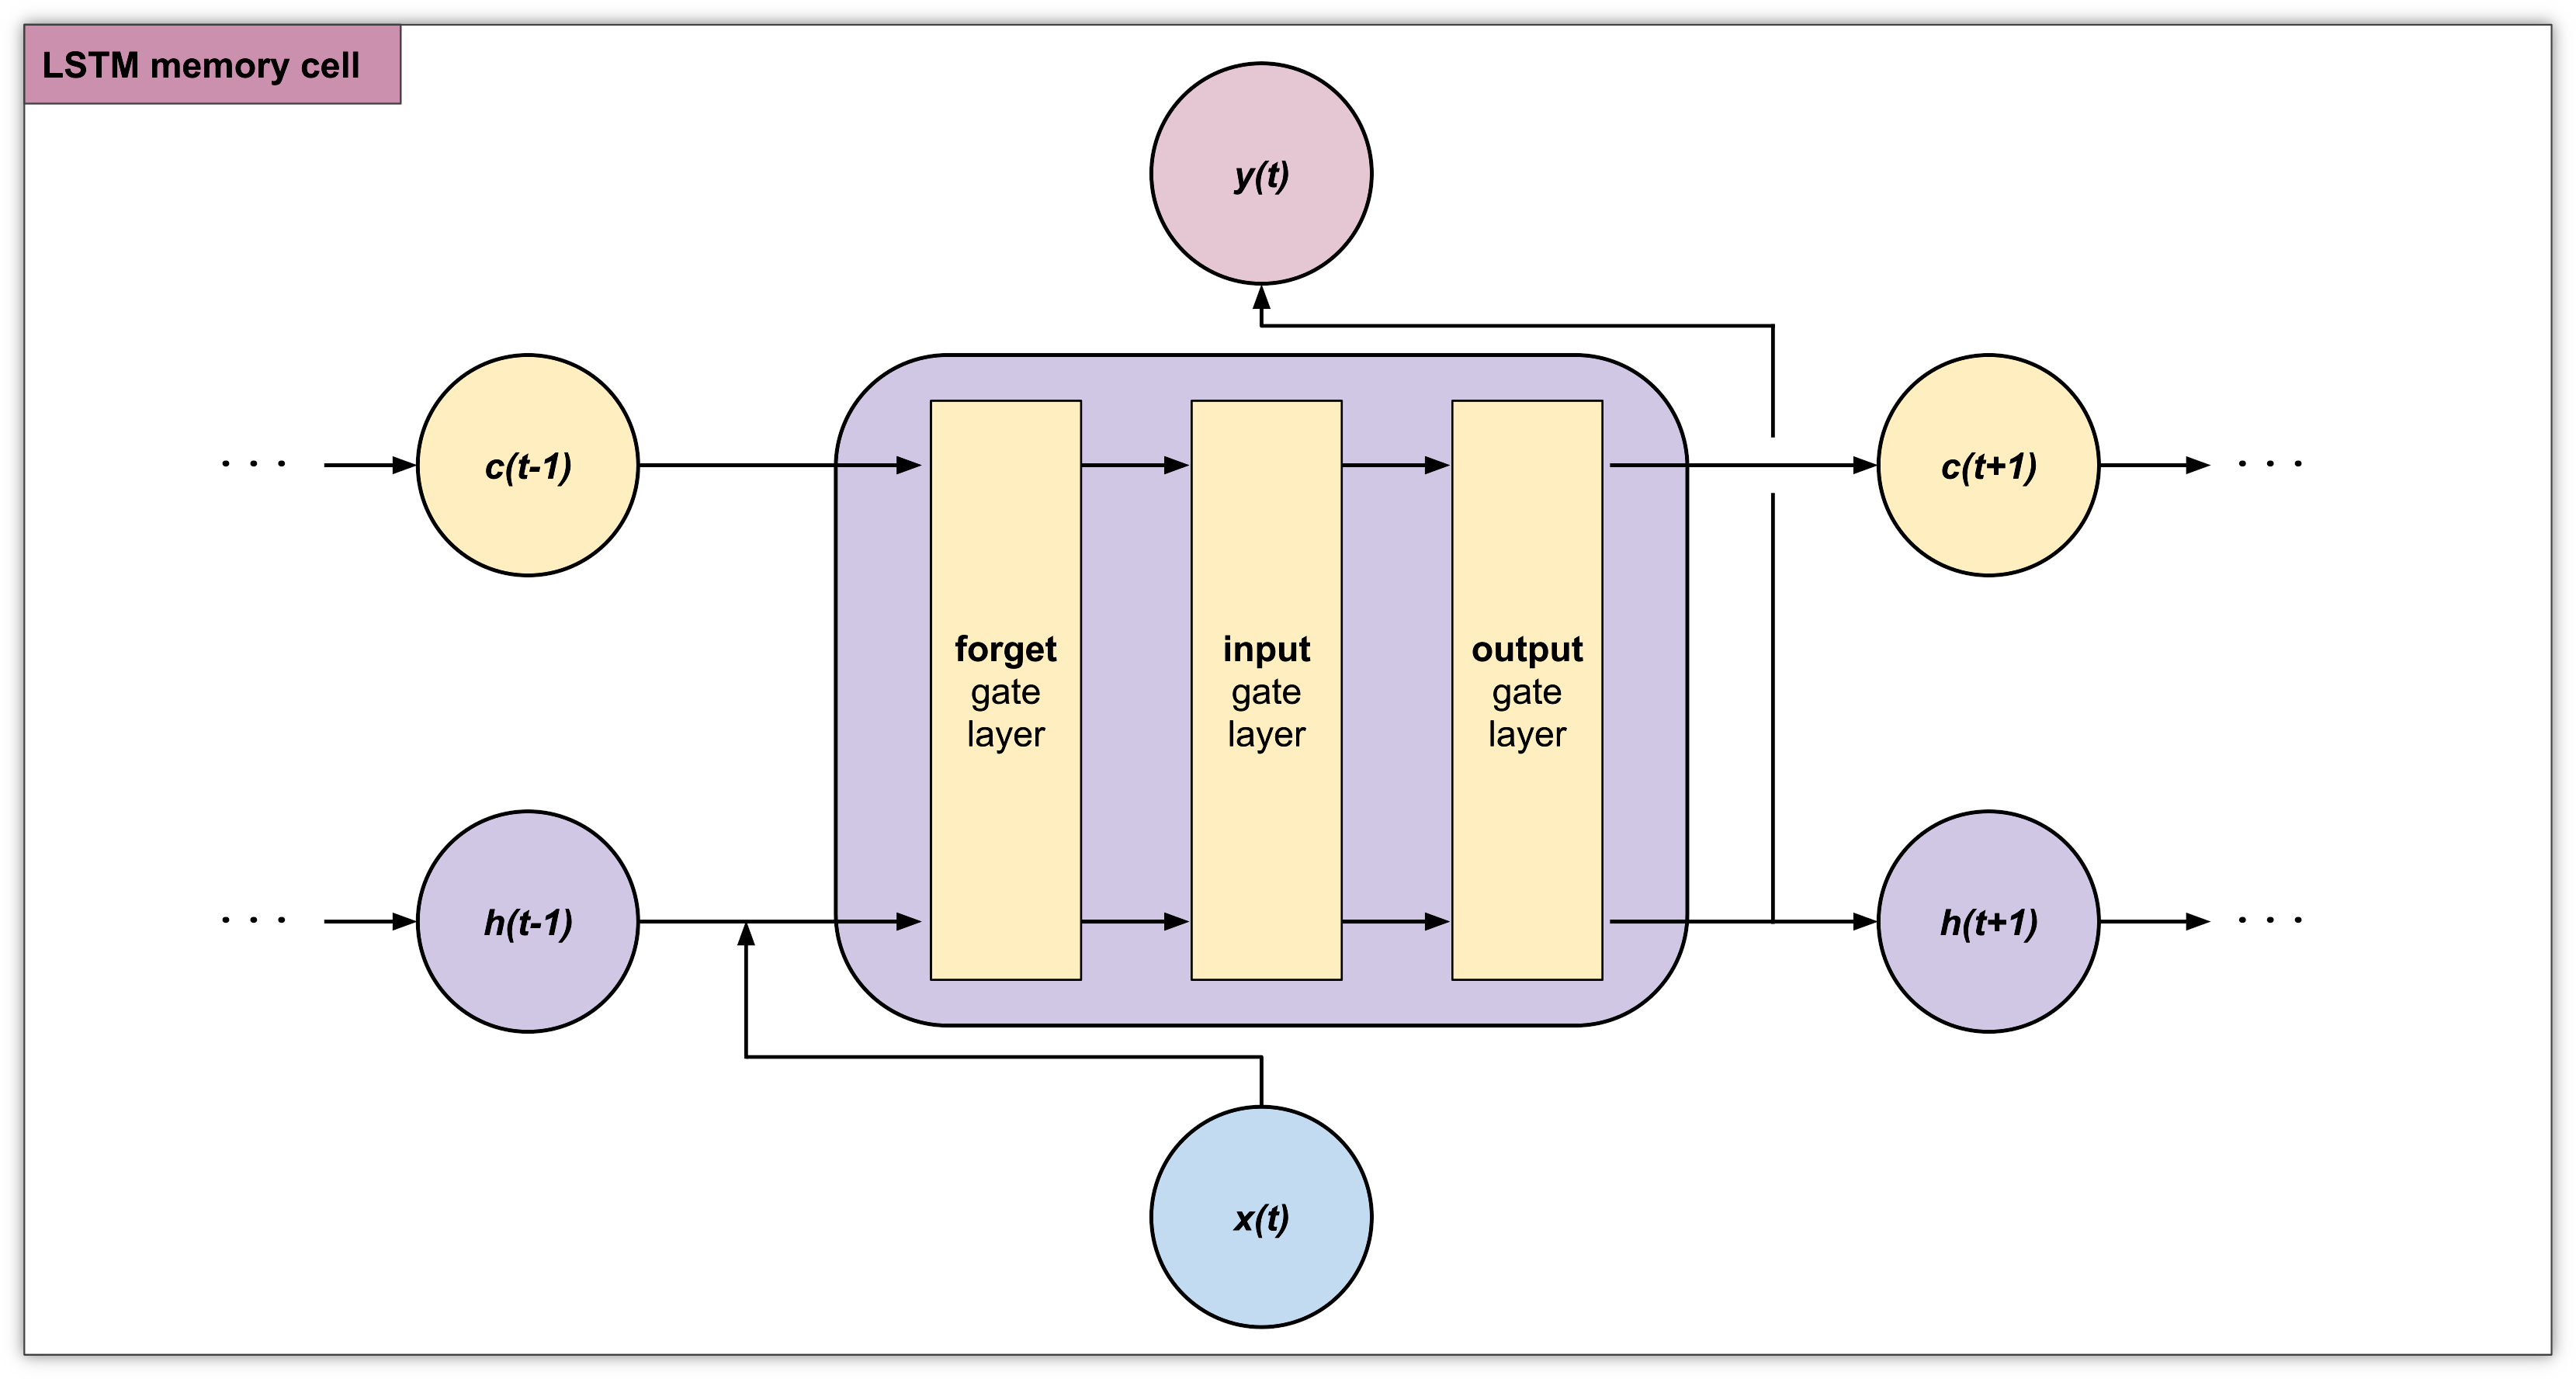 LSTM memory cell
y(t)
. . .
c(t-1)
c(t+1)
. . .
forget
gate
layer
input
gate
layer
output
gate
layer
. . .
h(t-1)
h(t+1)
. . .
x(t)